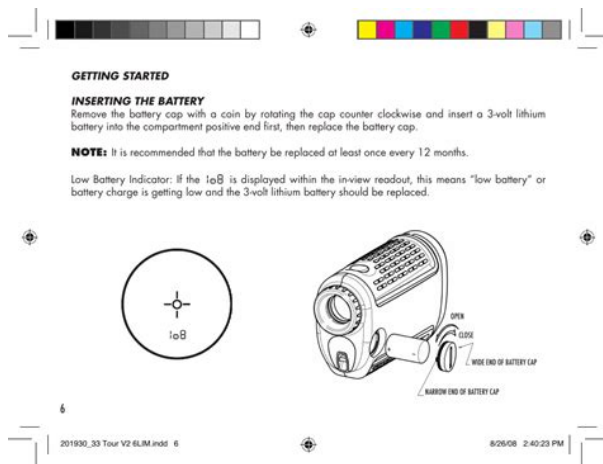 GETTING STARTED
INSERTING THE BATTERY
Remove the battery cap with a coin by rotating the cap counter clockwise and insert a 3-volt lithium
battery into the compartment positive end first, then replace the battery cap.
NOTE: It is recommended that the battery be replaced at least once every 12 months.
Low Battery Indicator: If the loB is displayed within the in-view readout, this means “low battery” or
battery charge is getting low and the 3-volt lithium battery should be replaced.
loB
OPEN
CLOSE
WIDE END OF BATTERY CAP
NARROW END OF BATTERY CAP
6
201930_33 Tour V2 6LIM.indd 6
8/26/08 2:40:23 PM